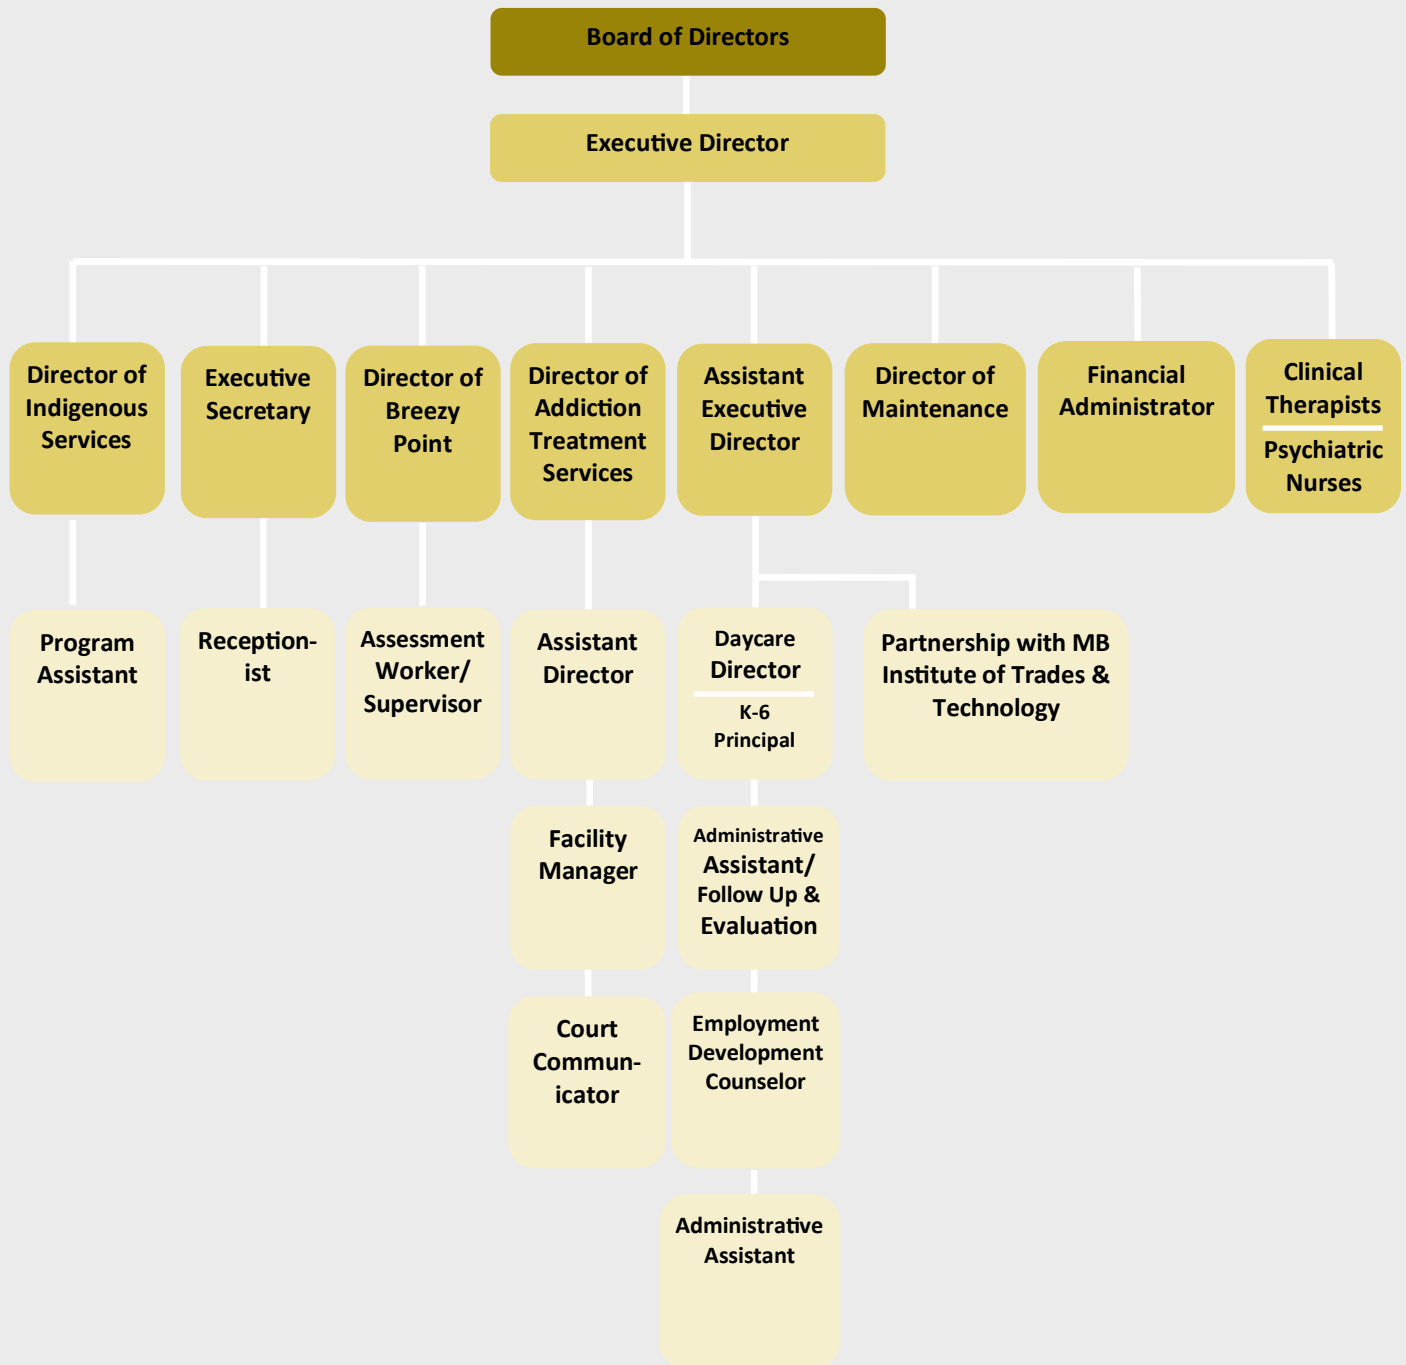 Board of Directors
Executive Director
Director of
Indigenous
Services
Executive
Secretary
Director of
Breezy
Point
Director of
Addiction
Treatment
Services
Assistant
Executive
Director
Director of
Maintenance
Financial
Administrator
Clinical
Therapists
Psychiatric
Nurses
Program
Assistant
Reception-
ist
Assessment
Worker/
Supervisor
Assistant
Director
Daycare
Director
K-6
Principal
Partnership with MB
Institute of Trades &
Technology
Facility
Manager
Administrative
Assistant/
Follow Up &
Evaluation
Court
Commun-
icator
Employment
Development
Counselor
Administrative
Assistant